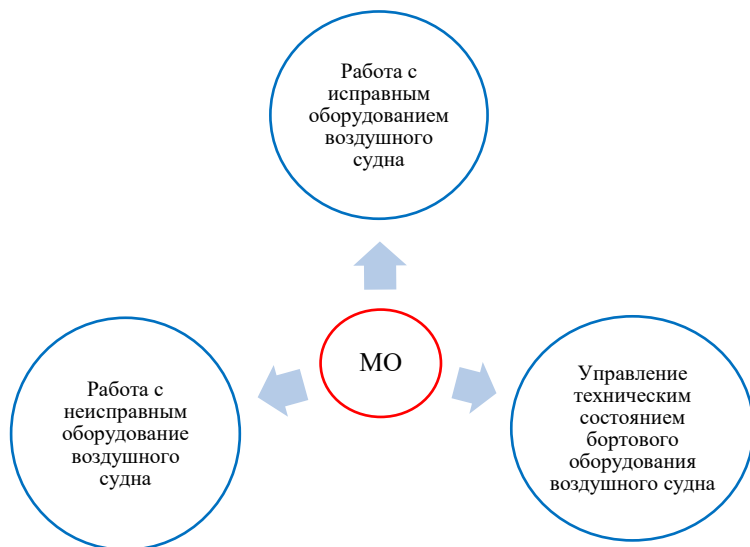 Работа с
исправным
оборудованием
воздушного
судна
МО
Работа с
неисправным
оборудование
воздушного
судна
Управление
техническим
состоянием
бортового
оборудования
воздушного судна